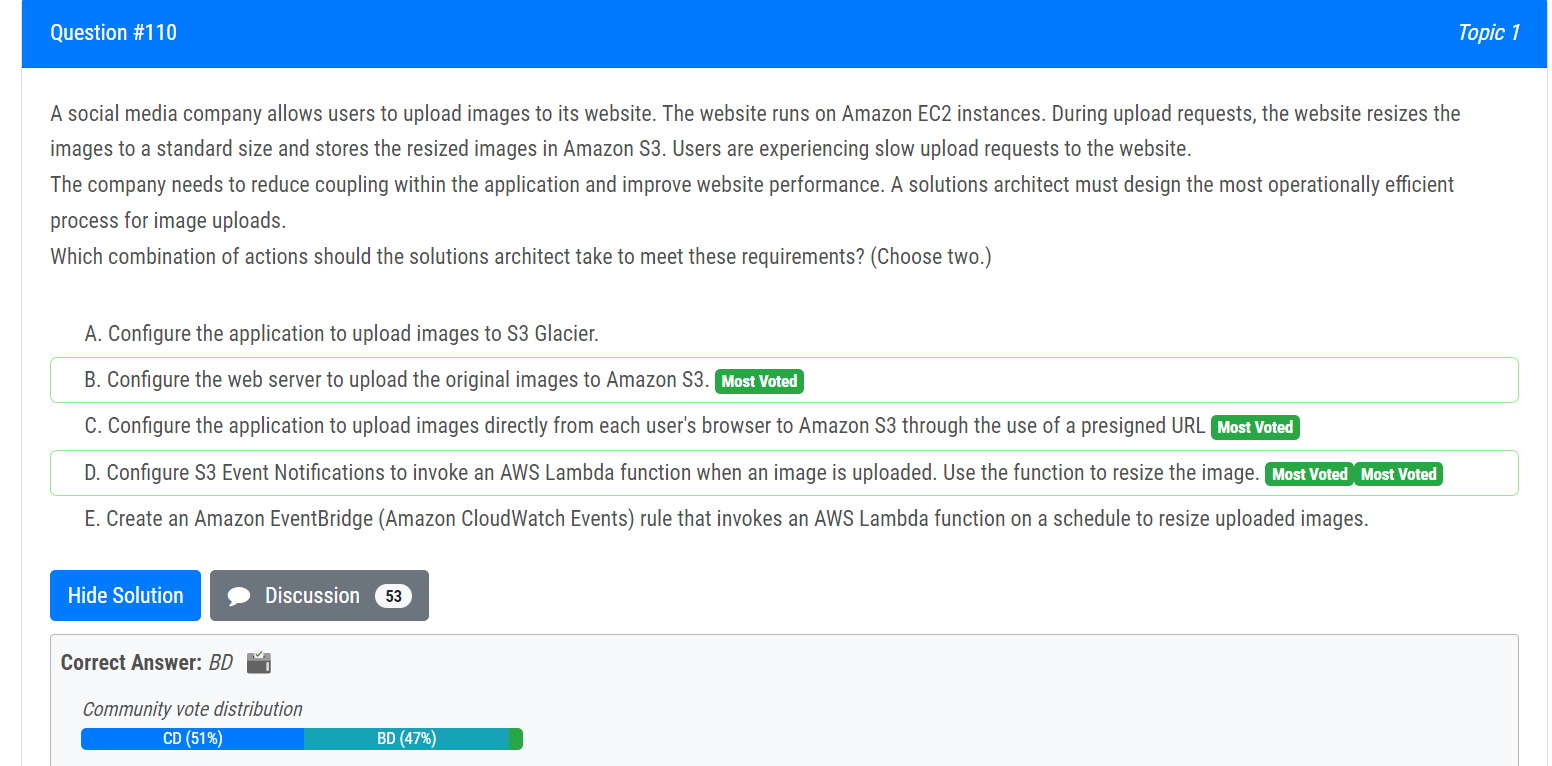 Question #110
Topic 1
A social media company allows users to upload images to its website. The website runs on Amazon EC2 instances. During upload requests, the website resizes the
images to a standard size and stores the resized images in Amazon S3. Users are experiencing slow upload requests to the website.
The company needs to reduce coupling within the application and improve website performance. A solutions architect must design the most operationally efficient
process for image uploads.
Which combination of actions should the solutions architect take to meet these requirements? (Choose two.)
A. Configure the application to upload images to S3 Glacier.
B. Configure the web server to upload the original images to Amazon S3. Most Voted
C. Configure the application to upload images directly from each user's browser to Amazon S3 through the use of a presigned URL Most Voted
D. Configure S3 Event Notifications to invoke an AWS Lambda function when an image is uploaded. Use the function to resize the image. Most Voted Most Voted
E. Create an Amazon EventBridge (Amazon CloudWatch Events) rule that invokes an AWS Lambda function on a schedule to resize uploaded images.
Hide Solution Discussion 53
Correct Answer: BD
Community vote distribution
CD (51%) BD (47%)